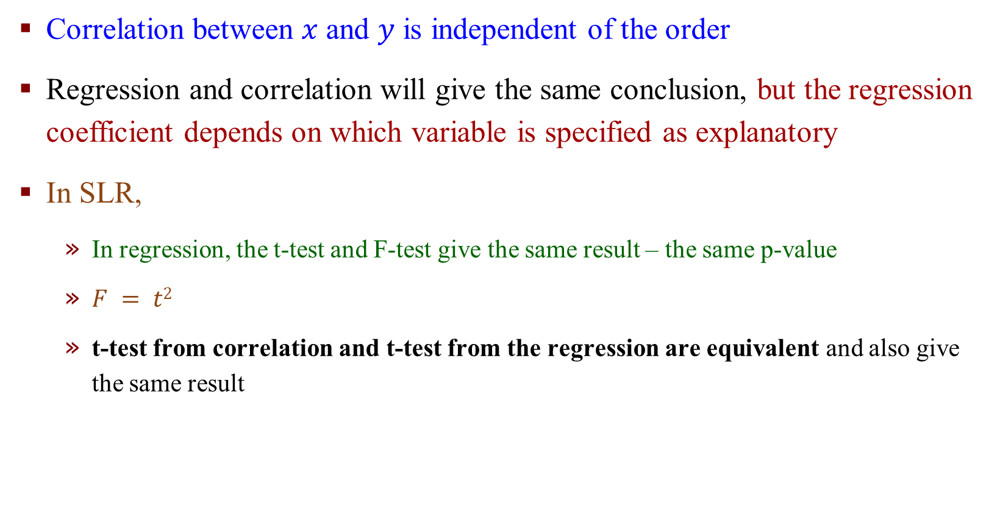 ▪ Correlation between 𝑥 and 𝑦 is independent of the order
▪ Regression and correlation will give the same conclusion, but the regression
coefficient depends on which variable is specified as explanatory
▪ In SLR,
» In regression, the t-test and F-test give the same result – the same p-value
» 𝐹 = 𝑡²
» t-test from correlation and t-test from the regression are equivalent and also give
the same result